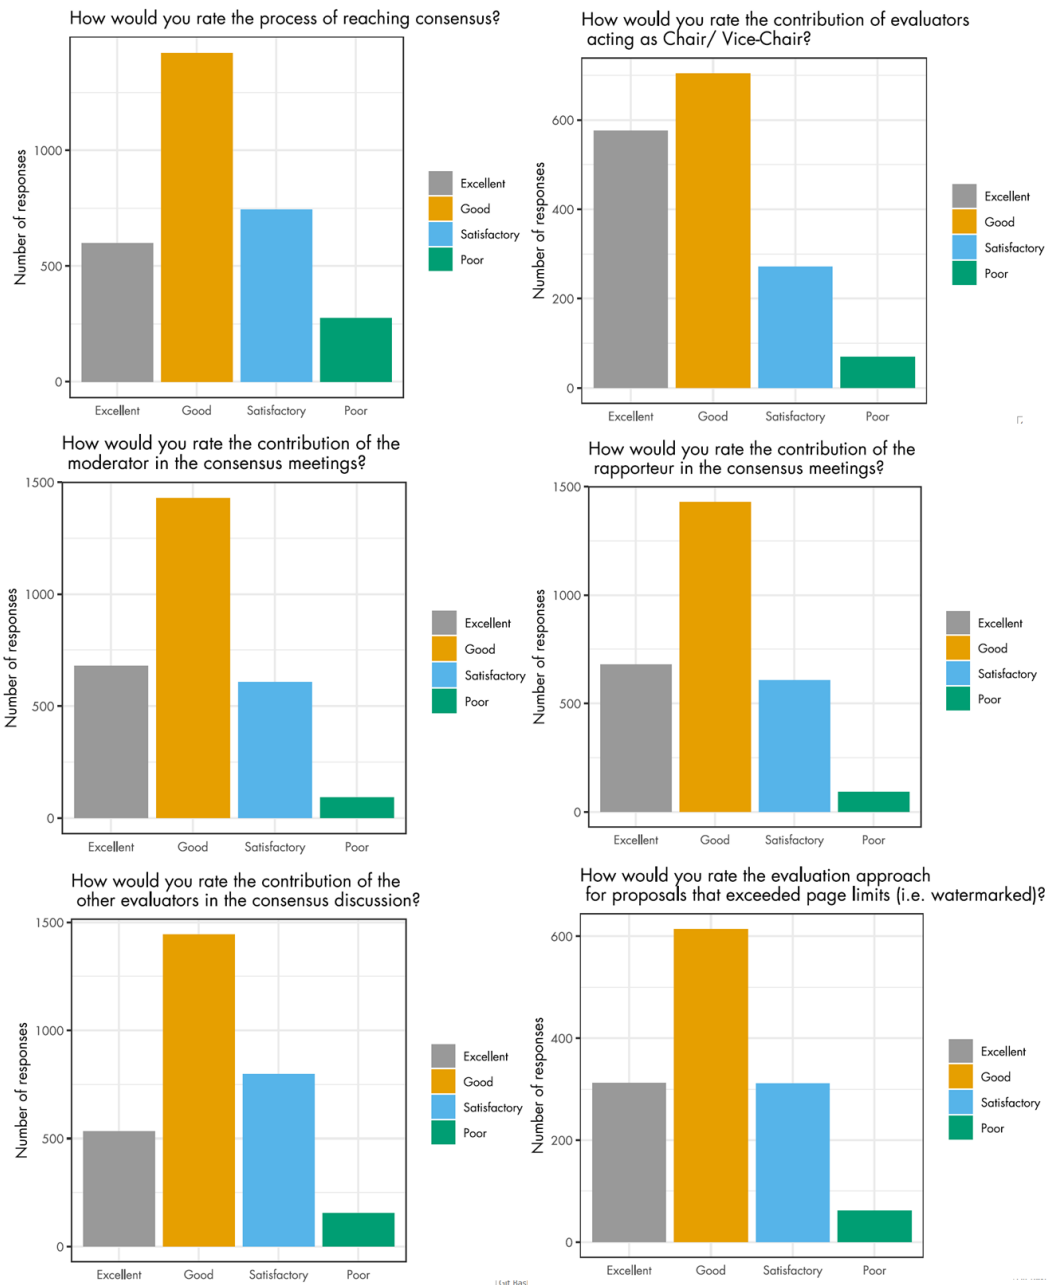 How would you rate the process of reaching consensus?
Number of responses
1000
500
0
Excellent
Good
Satisfactory
Poor
Excellent
Good
Satisfactory
Poor
How would you rate the contribution of evaluators
acting as Chair/ Vice-Chair?
Number of responses
600
400
200
0
Excellent
Good
Satisfactory
Poor
Excellent
Good
Satisfactory
Poor
How would you rate the contribution of the
moderator in the consensus meetings?
Number of responses
1500
1000
500
0
Excellent
Good
Satisfactory
Poor
Excellent
Good
Satisfactory
Poor
How would you rate the contribution of the
rapporteur in the consensus meetings?
Number of responses
1500
1000
500
0
Excellent
Good
Satisfactory
Poor
Excellent
Good
Satisfactory
Poor
How would you rate the contribution of the
other evaluators in the consensus discussion?
Number of responses
1500
1000
500
0
Excellent
Good
Satisfactory
Poor
Excellent
Good
Satisfactory
Poor
How would you rate the evaluation approach
for proposals that exceeded page limits (i.e. watermarked)?
Number of responses
600
400
200
0
Excellent
Good
Satisfactory
Poor
Excellent
Good
Satisfactory
Poor